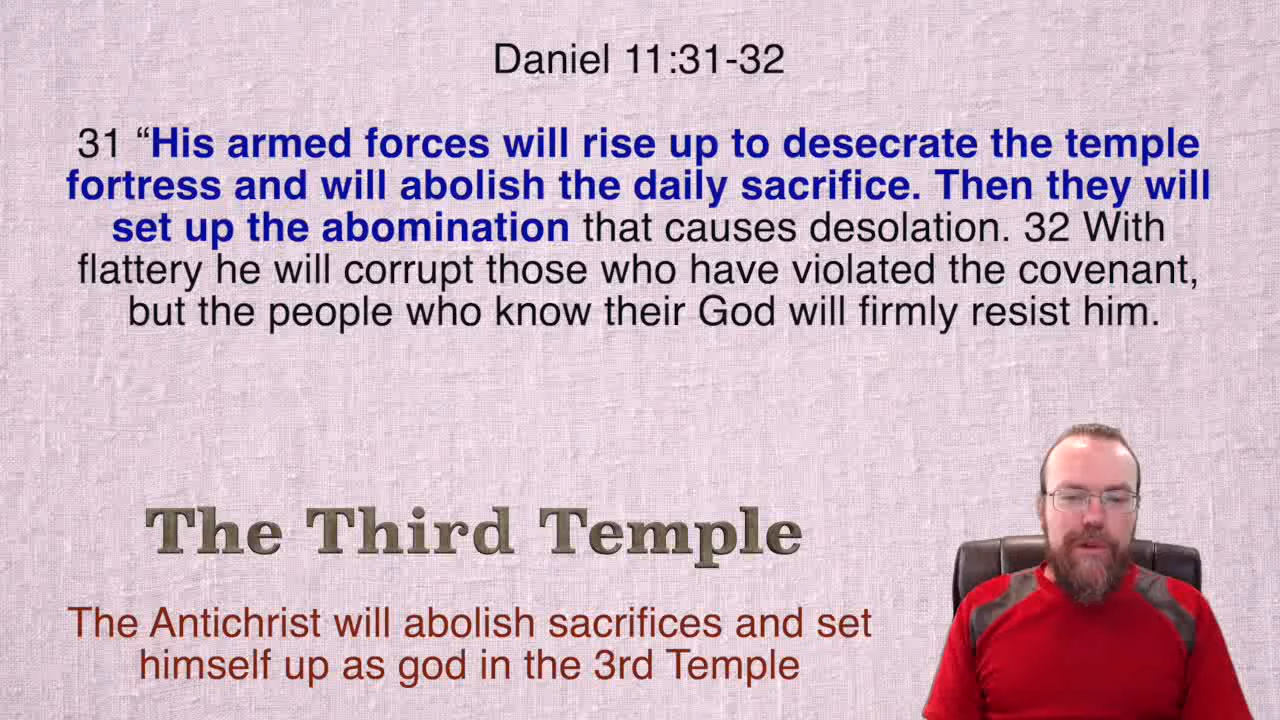 Daniel 11:31-32
31 “His armed forces will rise up to desecrate the temple
fortress and will abolish the daily sacrifice. Then they will
set up the abomination that causes desolation. 32 With
flattery he will corrupt those who have violated the covenant,
but the people who know their God will firmly resist him.
The Third Temple
The Antichrist will abolish sacrifices and set
himself up as god in the 3rd Temple